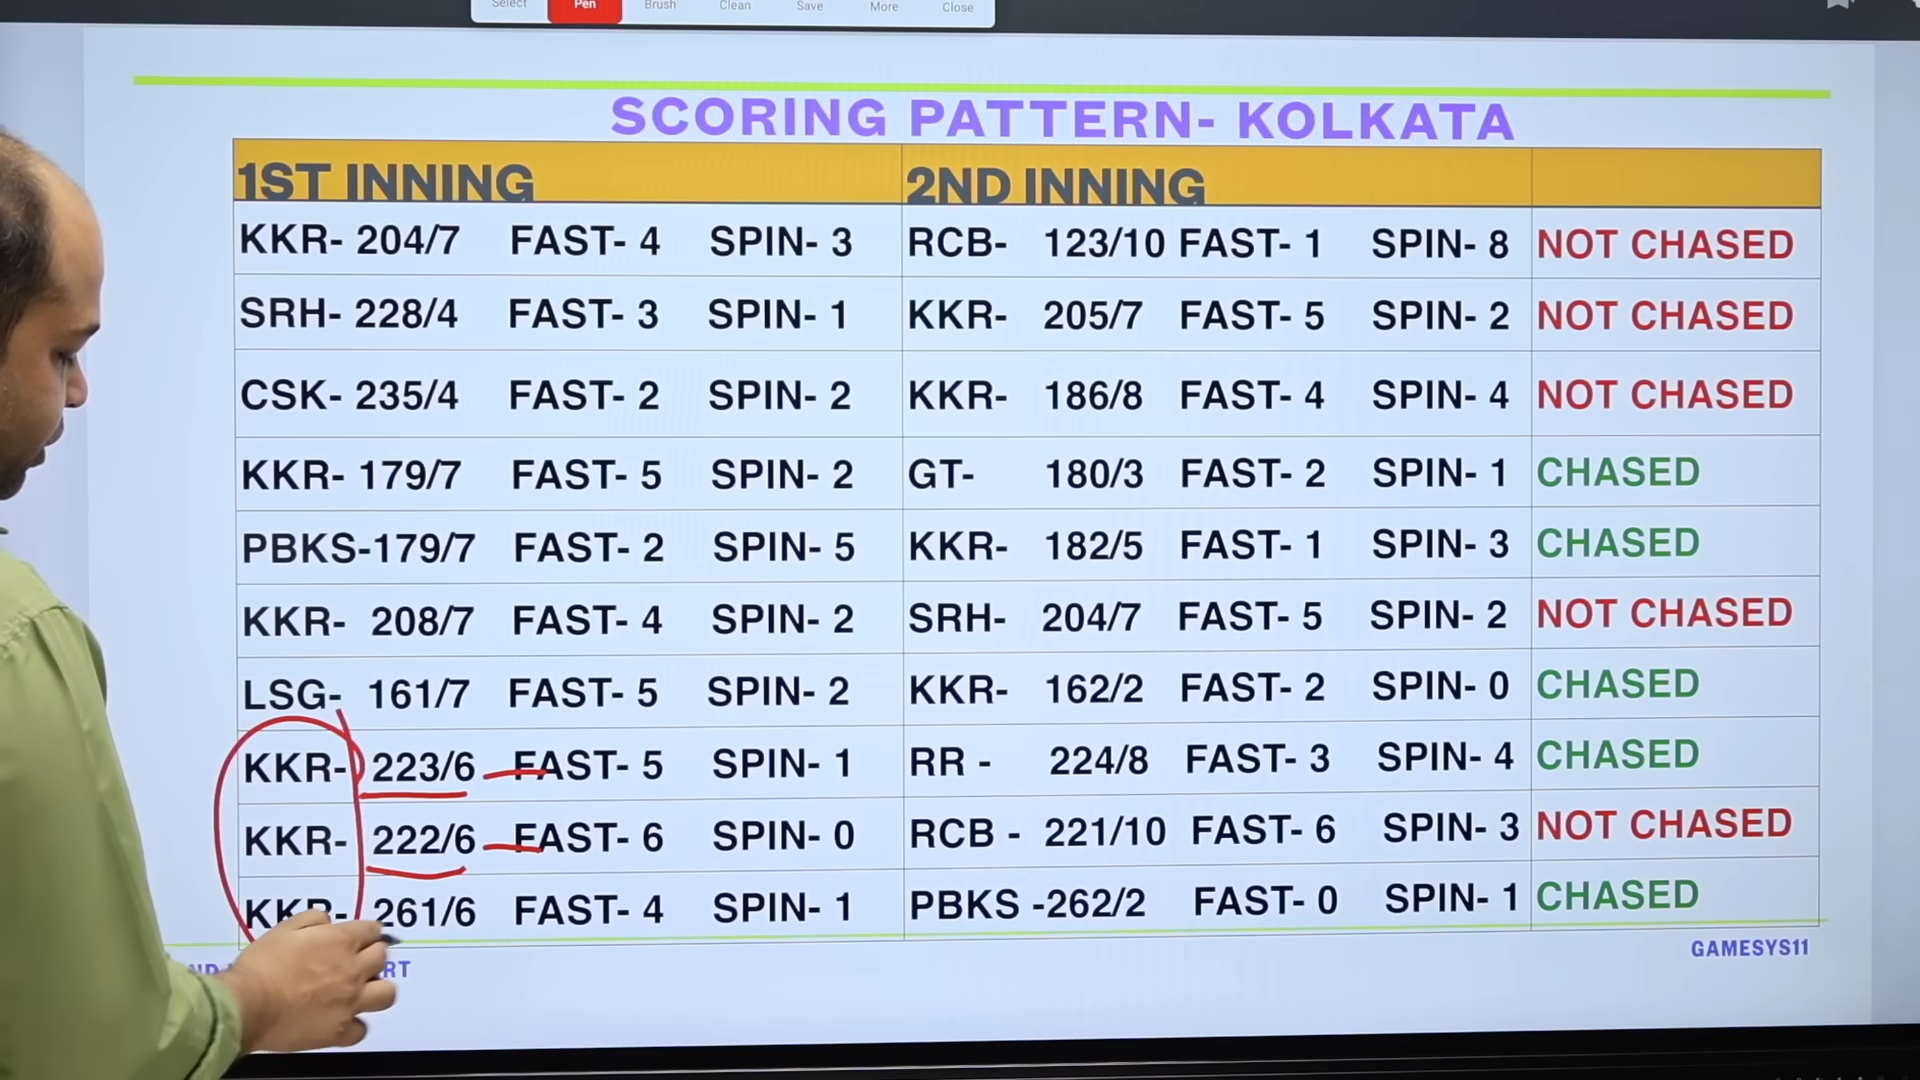 Select Pen Brush Clean Save More Close
SCORING PATTERN- KOLKATA
1ST INNING 2ND INNING
KKR- 204/7 FAST- 4 SPIN- 3 RCB- 123/10 FAST- 1 SPIN- 8 NOT CHASED
SRH- 228/4 FAST- 3 SPIN- 1 KKR- 205/7 FAST- 5 SPIN- 2 NOT CHASED
CSK- 235/4 FAST- 2 SPIN- 2 KKR- 186/8 FAST- 4 SPIN- 4 NOT CHASED
KKR- 179/7 FAST- 5 SPIN- 2 GT- 180/3 FAST- 2 SPIN- 1 CHASED
PBKS-179/7 FAST- 2 SPIN- 5 KKR- 182/5 FAST- 1 SPIN- 3 CHASED
KKR- 208/7 FAST- 4 SPIN- 2 SRH- 204/7 FAST- 5 SPIN- 2 NOT CHASED
LSG- 161/7 FAST- 5 SPIN- 2 KKR- 162/2 FAST- 2 SPIN- 0 CHASED
KKR- 223/6 FAST- 5 SPIN- 1 RR - 224/8 FAST- 3 SPIN- 4 CHASED
KKR- 222/6 FAST- 6 SPIN- 0 RCB - 221/10 FAST- 6 SPIN- 3 NOT CHASED
KKR- 261/6 FAST- 4 SPIN- 1 PBKS -262/2 FAST- 0 SPIN- 1 CHASED
GAMESYS11